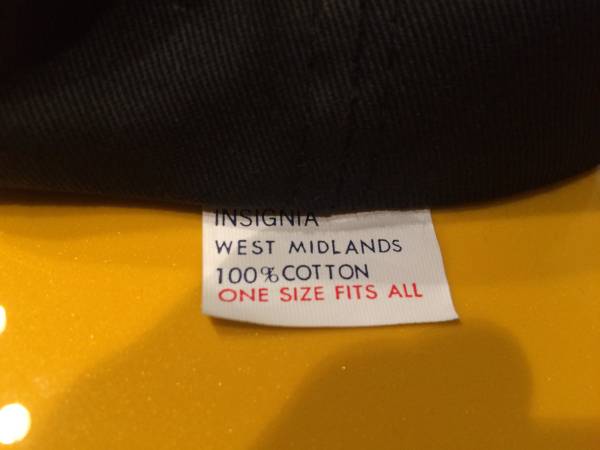 INSIGNIA
WEST MIDLANDS
100% COTTON
ONE SIZE FITS ALL